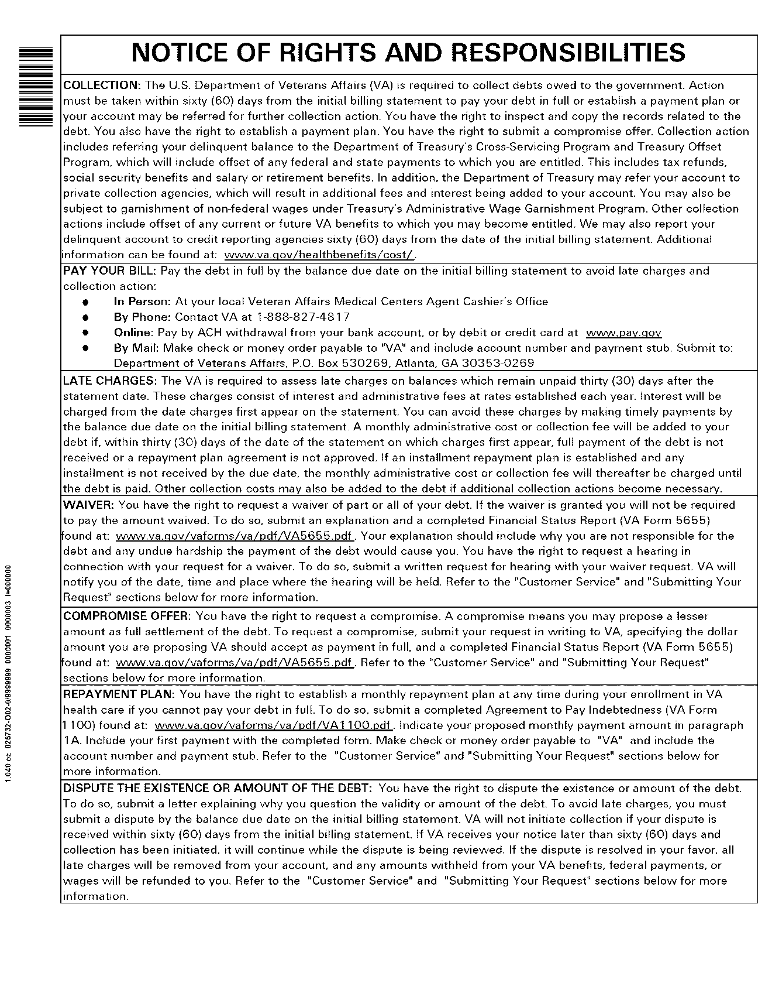 NOTICE OF RIGHTS AND RESPONSIBILITIES
COLLECTION: The U.S. Department of Veterans Affairs (VA) is required to collect debts owed to the government. Action
must be taken within sixty (60) days from the initial billing statement to pay your debt in full or establish a payment plan or
your account may be referred for further collection action. You have the right to inspect and copy the records related to the
debt. You also have the right to establish a payment plan. You have the right to submit a compromise offer. Collection action
includes referring your delinquent balance to the Department of Treasury's Cross-Servicing Program and Treasury Offset
Program, which will include offset of any federal and state payments to which you are entitled. This includes tax refunds,
social security benefits and salary or retirement benefits. In addition, the Department of Treasury may refer your account to
private collection agencies, which will result in additional fees and interest being added to your account. You may also be
subject to garnishment of non-federal wages under Treasury's Administrative Wage Garnishment Program. Other collection
actions include offset of any current or future VA benefits to which you may become entitled. We may also report your
delinquent account to credit reporting agencies sixty (60) days from the date of the initial billing statement. Additional
information can be found at: www.va.gov/healthbenefits/cost/.
PAY YOUR BILL: Pay the debt in full by the balance due date on the initial billing statement to avoid late charges and
collection action:
● In Person: At your local Veteran Affairs Medical Centers Agent Cashier's Office
● By Phone: Contact VA at 1-888-827-4817
● Online: Pay by ACH withdrawal from your bank account, or by debit or credit card at www.pay.gov
● By Mail: Make check or money order payable to "VA" and include account number and payment stub. Submit to:
Department of Veterans Affairs, P.O. Box 530269, Atlanta, GA 30353-0269
LATE CHARGES: The VA is required to assess late charges on balances which remain unpaid thirty (30) days after the
statement date. These charges consist of interest and administrative fees at rates established each year. Interest will be
charged from the date charges first appear on the statement. You can avoid these charges by making timely payments by
the balance due date on the initial billing statement. A monthly administrative cost or collection fee will be added to your
debt if, within thirty (30) days of the date of the statement on which charges first appear, full payment of the debt is not
received or a repayment plan agreement is not approved. If an installment repayment plan is established and any
installment is not received by the due date, the monthly administrative cost or collection fee will thereafter be charged until
the debt is paid. Other collection costs may also be added to the debt if additional collection actions become necessary.
WAIVER: You have the right to request a waiver of part or all of your debt. If the waiver is granted you will not be required
to pay the amount waived. To do so, submit an explanation and a completed Financial Status Report (VA Form 5655)
found at: www.va.gov/vaforms/va/pdf/VA5655.pdf . Your explanation should include why you are not responsible for the
debt and any undue hardship the payment of the debt would cause you. You have the right to request a hearing in
connection with your request for a waiver. To do so, submit a written request for hearing with your waiver request. VA will
notify you of the date, time and place where the hearing will be held. Refer to the "Customer Service" and "Submitting Your
Request" sections below for more information.
COMPROMISE OFFER: You have the right to request a compromise. A compromise means you may propose a lesser
amount as full settlement of the debt. To request a compromise, submit your request in writing to VA, specifying the dollar
amount you are proposing VA should accept as payment in full, and a completed Financial Status Report (VA Form 5655)
found at: www.va.gov/vaforms/va/pdf/VA5655.pdf . Refer to the "Customer Service" and "Submitting Your Request"
sections below for more information.
REPAYMENT PLAN: You have the right to establish a monthly repayment plan at any time during your enrollment in VA
health care if you cannot pay your debt in full. To do so, submit a completed Agreement to Pay Indebtedness (VA Form
1100) found at: www.va.gov/vaforms/va/pdf/VA1100.pdf . Indicate your proposed monthly payment amount in paragraph
1A. Include your first payment with the completed form. Make check or money order payable to "VA" and include the
account number and payment stub. Refer to the "Customer Service" and "Submitting Your Request" sections below for
more information.
DISPUTE THE EXISTENCE OR AMOUNT OF THE DEBT: You have the right to dispute the existence or amount of the debt.
To do so, submit a letter explaining why you question the validity or amount of the debt. To avoid late charges, you must
submit a dispute by the balance due date on the initial billing statement. VA will not initiate collection if your dispute is
received within sixty (60) days from the initial billing statement. If VA receives your notice later than sixty (60) days and
collection has been initiated, it will continue while the dispute is being reviewed. If the dispute is resolved in your favor, all
late charges will be removed from your account, and any amounts withheld from your VA benefits, federal payments, or
wages will be refunded to you. Refer to the "Customer Service" and "Submitting Your Request" sections below for more
information.
1.040 oz 026732-O02-0/9999999 0000001 0000003 I=000000